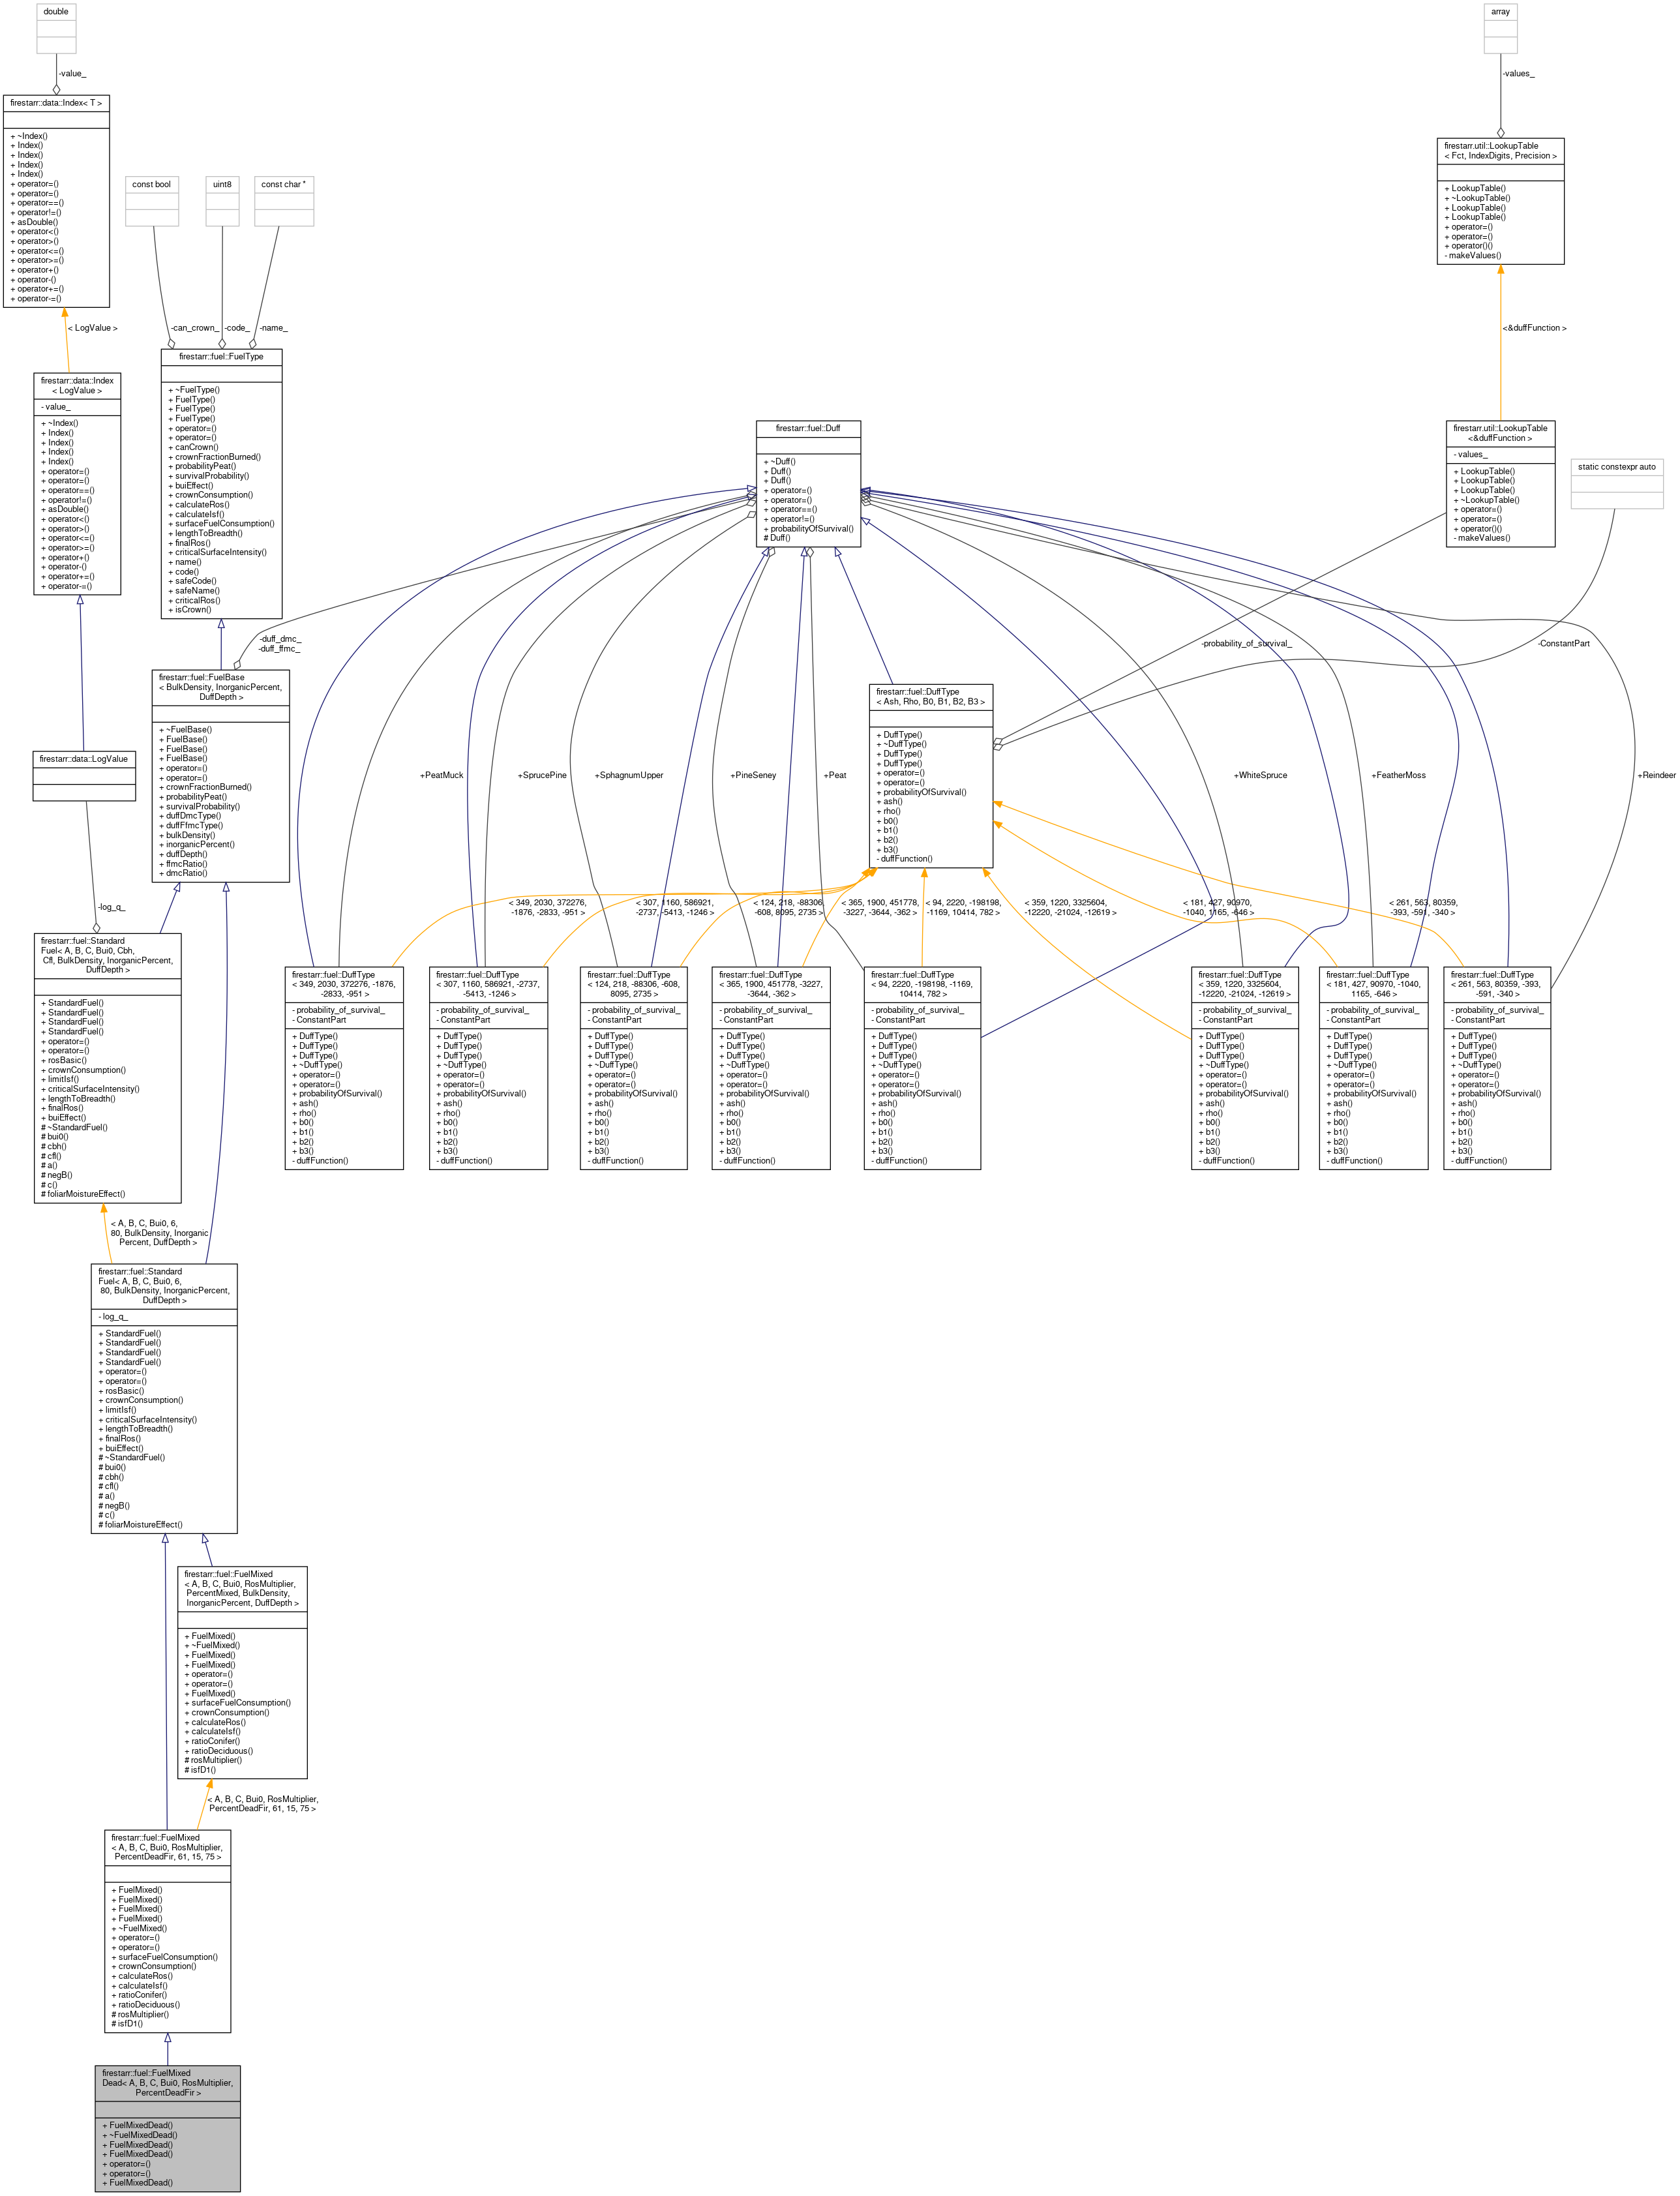 double
array
-value_
-values_
firestarr::data::Index< T >
+ ~Index()
+ Index()
+ Index()
+ Index()
+ Index()
+ operator=()
+ operator=()
+ operator==()
+ operator!=()
+ asDouble()
+ operator<()
+ operator>()
+ operator<=()
+ operator>=()
+ operator+()
+ operator-()
+ operator+=()
+ operator-=()
firestarr.util::LookupTable
< Fct, IndexDigits, Precision >
+ LookupTable()
+ ~LookupTable()
+ LookupTable()
+ LookupTable()
+ operator=()
+ operator=()
+ operator()()
- makeValues()
const bool
uint8
const char *
< LogValue >
-can_crown_
-code_
-name_
<&duffFunction >
firestarr::data::Index
< LogValue >
- value_
+ ~Index()
+ Index()
+ Index()
+ Index()
+ Index()
+ operator=()
+ operator=()
+ operator==()
+ operator!=()
+ asDouble()
+ operator<()
+ operator>()
+ operator<=()
+ operator>=()
+ operator+()
+ operator-()
+ operator+=()
+ operator-=()
firestarr::fuel::FuelType
+ ~FuelType()
+ FuelType()
+ FuelType()
+ FuelType()
+ operator=()
+ operator=()
+ canCrown()
+ crownFractionBurned()
+ probabilityPeat()
+ survivalProbability()
+ buiEffect()
+ crownConsumption()
+ calculateRos()
+ calculateIsf()
+ surfaceFuelConsumption()
+ lengthToBreadth()
+ finalRos()
+ criticalSurfaceIntensity()
+ name()
+ code()
+ safeCode()
+ safeName()
+ criticalRos()
+ isCrown()
firestarr::fuel::Duff
+ ~Duff()
+ Duff()
+ Duff()
+ operator=()
+ operator=()
+ operator==()
+ operator!=()
+ probabilityOfSurvival()
# Duff()
firestarr.util::LookupTable
<&duffFunction >
- values_
+ LookupTable()
+ LookupTable()
+ LookupTable()
+ ~LookupTable()
+ operator=()
+ operator=()
+ operator()()
- makeValues()
static constexpr auto
-duff_dmc_
-duff_ffmc_
-probability_of_survival_
-ConstantPart
firestarr::fuel::FuelBase
< BulkDensity, InorganicPercent,
DuffDepth >
+ ~FuelBase()
+ FuelBase()
+ FuelBase()
+ FuelBase()
+ operator=()
+ operator=()
+ crownFractionBurned()
+ probabilityPeat()
+ survivalProbability()
+ duffDmcType()
+ duffFfmcType()
+ bulkDensity()
+ inorganicPercent()
+ duffDepth()
+ ffmcRatio()
+ dmcRatio()
firestarr::fuel::DuffType
< Ash, Rho, B0, B1, B2, B3 >
+ DuffType()
+ ~DuffType()
+ DuffType()
+ DuffType()
+ operator=()
+ operator=()
+ probabilityOfSurvival()
+ ash()
+ rho()
+ b0()
+ b1()
+ b2()
+ b3()
- duffFunction()
firestarr::data::LogValue
+PeatMuck
+SprucePine
+SphagnumUpper
+PineSeney
+Peat
+WhiteSpruce
+FeatherMoss
+Reindeer
-log_q_
< 349, 2030, 372276,
-1876, -2833, -951 >
< 307, 1160, 586921,
-2737, -5413, -1246 >
< 124, 218, -88306,
-608, 8095, 2735 >
< 365, 1900, 451778,
-3227, -3644, -362 >
< 94, 2220, -198198,
-1169, 10414, 782 >
< 359, 1220, 3325604,
-12220, -21024, -12619 >
< 181, 427, 90970,
-1040, 1165, -646 >
< 261, 563, 80359,
-393, -591, -340 >
firestarr::fuel::Standard
Fuel< A, B, C, Bui0, Cbh,
Cfl, BulkDensity, InorganicPercent,
DuffDepth >
+ StandardFuel()
+ StandardFuel()
+ StandardFuel()
+ StandardFuel()
+ operator=()
+ operator=()
+ rosBasic()
+ crownConsumption()
+ limitIsf()
+ criticalSurfaceIntensity()
+ lengthToBreadth()
+ finalRos()
+ buiEffect()
# ~StandardFuel()
# bui0()
# cbh()
# cfl()
# a()
# negB()
# c()
# foliarMoistureEffect()
firestarr::fuel::DuffType
< 349, 2030, 372276, -1876,
-2833, -951 >
- probability_of_survival_
- ConstantPart
+ DuffType()
+ DuffType()
+ DuffType()
+ ~DuffType()
+ operator=()
+ operator=()
+ probabilityOfSurvival()
+ ash()
+ rho()
+ b0()
+ b1()
+ b2()
+ b3()
- duffFunction()
firestarr::fuel::DuffType
< 307, 1160, 586921, -2737,
-5413, -1246 >
- probability_of_survival_
- ConstantPart
+ DuffType()
+ DuffType()
+ DuffType()
+ ~DuffType()
+ operator=()
+ operator=()
+ probabilityOfSurvival()
+ ash()
+ rho()
+ b0()
+ b1()
+ b2()
+ b3()
- duffFunction()
firestarr::fuel::DuffType
< 124, 218, -88306, -608,
8095, 2735 >
- probability_of_survival_
- ConstantPart
+ DuffType()
+ DuffType()
+ DuffType()
+ ~DuffType()
+ operator=()
+ operator=()
+ probabilityOfSurvival()
+ ash()
+ rho()
+ b0()
+ b1()
+ b2()
+ b3()
- duffFunction()
firestarr::fuel::DuffType
< 365, 1900, 451778, -3227,
-3644, -362 >
- probability_of_survival_
- ConstantPart
+ DuffType()
+ DuffType()
+ DuffType()
+ ~DuffType()
+ operator=()
+ operator=()
+ probabilityOfSurvival()
+ ash()
+ rho()
+ b0()
+ b1()
+ b2()
+ b3()
- duffFunction()
firestarr::fuel::DuffType
< 94, 2220, -198198, -1169,
10414, 782 >
- probability_of_survival_
- ConstantPart
+ DuffType()
+ DuffType()
+ DuffType()
+ ~DuffType()
+ operator=()
+ operator=()
+ probabilityOfSurvival()
+ ash()
+ rho()
+ b0()
+ b1()
+ b2()
+ b3()
- duffFunction()
firestarr::fuel::DuffType
< 359, 1220, 3325604,
-12220, -21024, -12619 >
- probability_of_survival_
- ConstantPart
+ DuffType()
+ DuffType()
+ DuffType()
+ ~DuffType()
+ operator=()
+ operator=()
+ probabilityOfSurvival()
+ ash()
+ rho()
+ b0()
+ b1()
+ b2()
+ b3()
- duffFunction()
firestarr::fuel::DuffType
< 181, 427, 90970, -1040,
1165, -646 >
- probability_of_survival_
- ConstantPart
+ DuffType()
+ DuffType()
+ DuffType()
+ ~DuffType()
+ operator=()
+ operator=()
+ probabilityOfSurvival()
+ ash()
+ rho()
+ b0()
+ b1()
+ b2()
+ b3()
- duffFunction()
firestarr::fuel::DuffType
< 261, 563, 80359, -393,
-591, -340 >
- probability_of_survival_
- ConstantPart
+ DuffType()
+ DuffType()
+ DuffType()
+ ~DuffType()
+ operator=()
+ operator=()
+ probabilityOfSurvival()
+ ash()
+ rho()
+ b0()
+ b1()
+ b2()
+ b3()
- duffFunction()
< A, B, C, Bui0, 6,
80, BulkDensity, Inorganic
Percent, DuffDepth >
firestarr::fuel::Standard
Fuel< A, B, C, Bui0, 6,
80, BulkDensity, InorganicPercent,
DuffDepth >
- log_q_
+ StandardFuel()
+ StandardFuel()
+ StandardFuel()
+ StandardFuel()
+ operator=()
+ operator=()
+ rosBasic()
+ crownConsumption()
+ limitIsf()
+ criticalSurfaceIntensity()
+ lengthToBreadth()
+ finalRos()
+ buiEffect()
# ~StandardFuel()
# bui0()
# cbh()
# cfl()
# a()
# negB()
# c()
# foliarMoistureEffect()
firestarr::fuel::FuelMixed
< A, B, C, Bui0, RosMultiplier,
PercentMixed, BulkDensity,
InorganicPercent, DuffDepth >
+ FuelMixed()
+ ~FuelMixed()
+ FuelMixed()
+ FuelMixed()
+ operator=()
+ operator=()
+ FuelMixed()
+ surfaceFuelConsumption()
+ crownConsumption()
+ calculateRos()
+ calculateIsf()
+ ratioConifer()
+ ratioDeciduous()
# rosMultiplier()
# isfD1()
< A, B, C, Bui0, RosMultiplier,
PercentDeadFir, 61, 15, 75 >
firestarr::fuel::FuelMixed
< A, B, C, Bui0, RosMultiplier,
PercentDeadFir, 61, 15, 75 >
+ FuelMixed()
+ FuelMixed()
+ FuelMixed()
+ FuelMixed()
+ ~FuelMixed()
+ operator=()
+ operator=()
+ surfaceFuelConsumption()
+ crownConsumption()
+ calculateRos()
+ calculateIsf()
+ ratioConifer()
+ ratioDeciduous()
# rosMultiplier()
# isfD1()
firestarr::fuel::FuelMixed
Dead< A, B, C, Bui0, RosMultiplier,
PercentDeadFir >
+ FuelMixedDead()
+ ~FuelMixedDead()
+ FuelMixedDead()
+ FuelMixedDead()
+ operator=()
+ operator=()
+ FuelMixedDead()